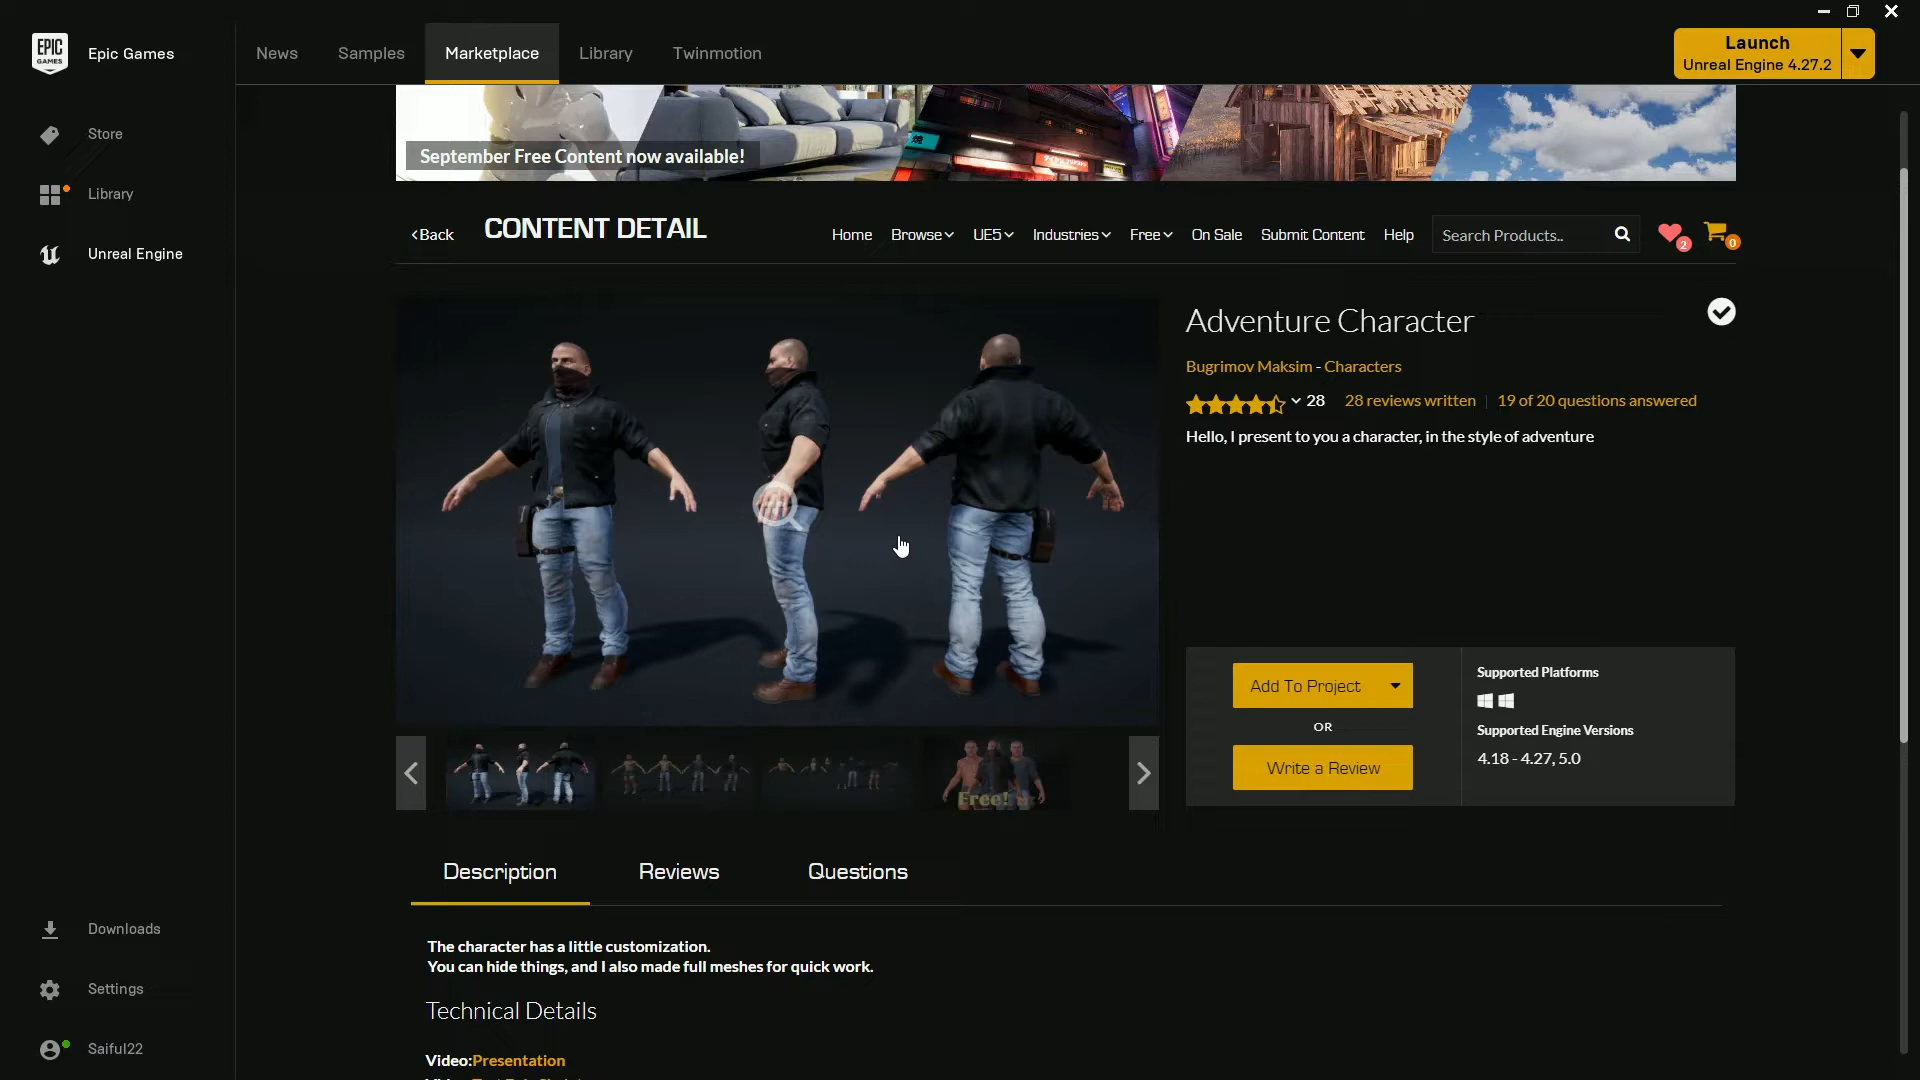 EPIC GAMES
Epic Games
News
Samples
Marketplace
Library
Twinmotion
Launch
Unreal Engine 4.27.2
Store
Library
Unreal Engine
Downloads
Settings
Saiful22
September Free Content now available!
Back
CONTENT DETAIL
Home
Browse
UE5
Industries
Free
On Sale
Submit Content
Help
Search Products..
2
0
Adventure Character
Bugrimov Maksim - Characters
28
28 reviews written
19 of 20 questions answered
Hello, I present to you a character, in the style of adventure
Add To Project
OR
Write a Review
Supported Platforms
Supported Engine Versions
4.18 - 4.27, 5.0
Free!
Description
Reviews
Questions
The character has a little customization.
You can hide things, and I also made full meshes for quick work.
Technical Details
Video:Presentation